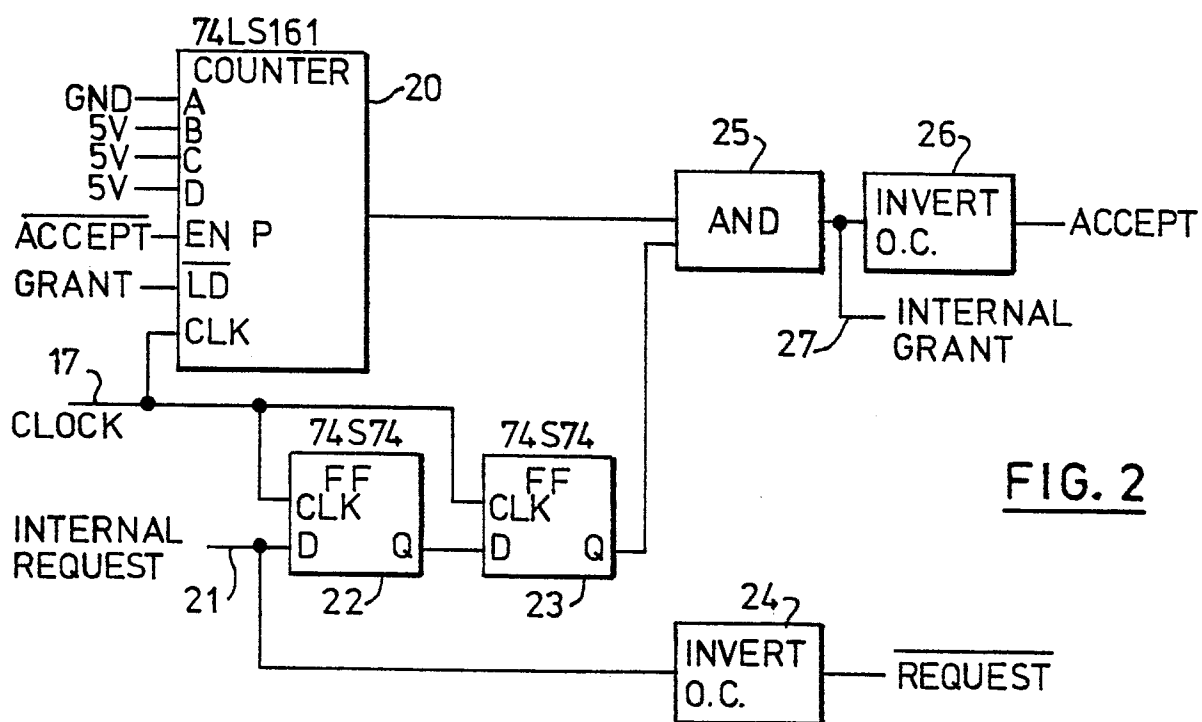 74LS161
COUNTER
20
GND
A
5V
B
5V
C
5V
D
ACCEPT
EN P
GRANT
LD
CLK
17
CLOCK
25
AND
26
INVERT
O.C.
ACCEPT
27
INTERNAL
GRANT
74S74
FF
CLK
D
Q
22
74S74
FF
CLK
D
Q
23
INTERNAL
REQUEST
21
24
INVERT
O.C.
REQUEST
FIG. 2